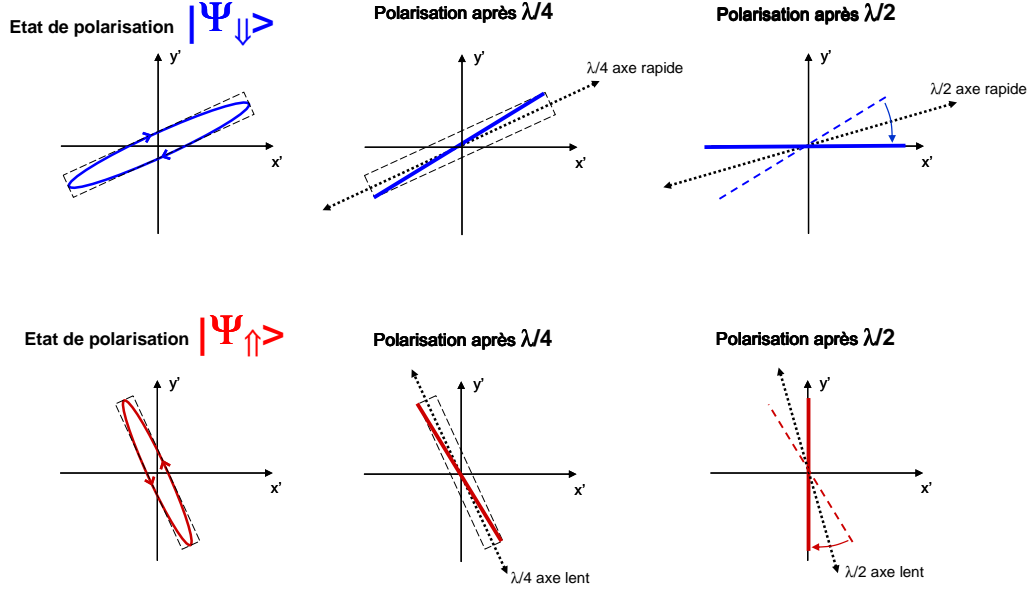 Etat de polarisation |Ψ⇓>
Polarisation après λ/4
Polarisation après λ/2
y'
x'
y'
x'
λ/4 axe rapide
y'
x'
λ/2 axe rapide
Etat de polarisation |Ψ⇑>
Polarisation après λ/4
Polarisation après λ/2
y'
x'
y'
x'
λ/4 axe lent
y'
x'
λ/2 axe lent